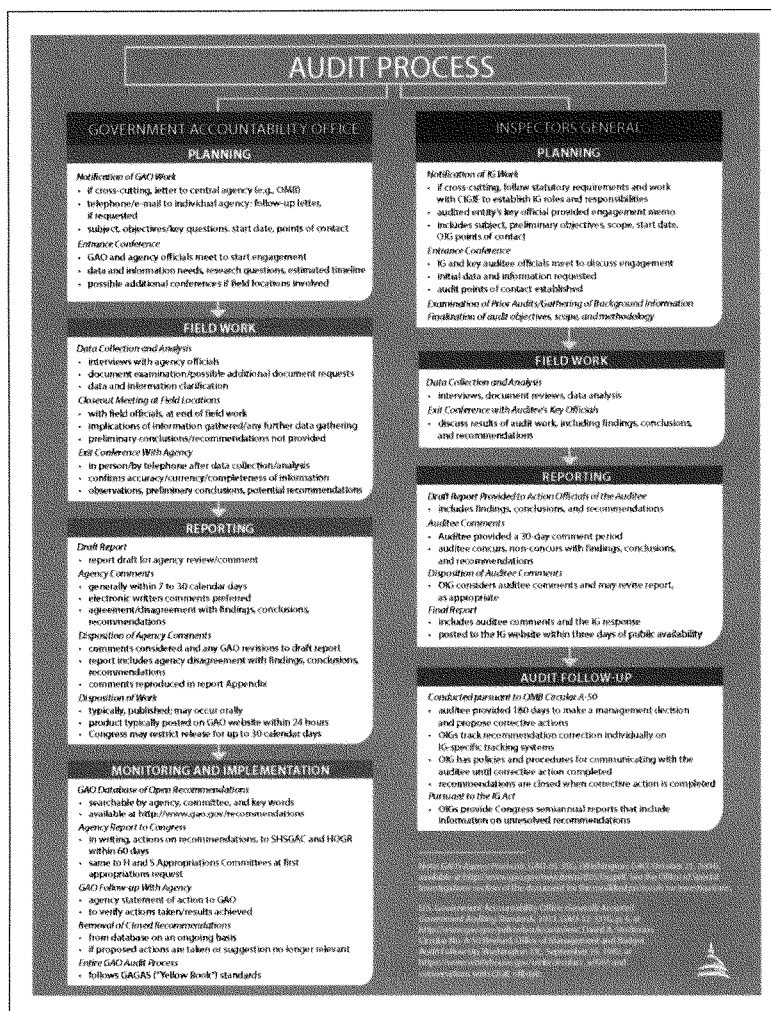 AUDIT PROCESS
GOVERNMENT ACCOUNTABILITY OFFICE
PLANNING
Notification of GAO Work
• if cross-cutting, letter to central agency (e.g., OMB)
• telephone/e-mail to individual agency: follow-up letter,
if requested
• subject, objectives/key questions, start date, points of contact
Entrance Conference
• GAO and agency officials meet to start engagement
• data and information needs, research questions, estimated timeline
• possible additional conferences if field locations involved
FIELD WORK
Data Collection and Analysis
• interviews with agency officials
• document examination/possible additional document requests
• data and information clarification
Closeout Meeting at Field Locations
• with field officials, at end of field work
• implications of information gathered/any further data gathering
• preliminary conclusions/recommendations not provided
Exit Conference With Agency
• in person/by telephone after data collection/analysis
• confirms accuracy/currency/completeness of information
• observations, preliminary conclusions, potential recommendations
REPORTING
Draft Report
• report draft for agency review/comment
Agency Comments
• generally within 7 to 30 calendar days
• electronic written comments preferred
• agreement/disagreement with findings, conclusions,
recommendations
Disposition of Agency Comments
• comments considered and any GAO revisions to draft report
• report includes agency disagreement with findings, conclusions,
recommendations
• comments reproduced in report Appendix
Disposition of Work
• typically, published; may occur orally
• product typically posted on GAO website within 24 hours
• Congress may restrict release for up to 30 calendar days
MONITORING AND IMPLEMENTATION
GAO Database of Open Recommendations
• searchable by agency, committee, and key words
• available at http://www.gao.gov/recommendations
Agency Report to Congress
• in writing, actions on recommendations, to SHSGAC and HOGR
within 60 days
• same to H and S Appropriations Committees at first
appropriations request
GAO Follow-up With Agency
• agency statement of action to GAO
• to verify actions taken/results achieved
Removal of Closed Recommendations
• from database on an ongoing basis
• if proposed actions are taken or suggestion no longer relevant
Entire GAO Audit Process
• follows GAGAS ("Yellow Book") standards
INSPECTORS GENERAL
PLANNING
Notification of IG Work
• if cross-cutting, follow statutory requirements and work
with CIGIE to establish IG roles and responsibilities
• audited entity's key official provided engagement memo
• includes subject, preliminary objectives, scope, start date,
OIG points of contact
Entrance Conference
• IG and key auditee officials meet to discuss engagement
• initial data and information requested
• audit points of contact established
Examination of Prior Audits/Gathering of Background Information
Finalization of audit objectives, scope, and methodology
FIELD WORK
Data Collection and Analysis
• interviews, document reviews, data analysis
Exit Conference with Auditee's Key Officials
• discuss results of audit work, including findings, conclusions,
and recommendations
REPORTING
Draft Report Provided to Action Officials of the Auditee
• includes findings, conclusions, and recommendations
Auditee Comments
• Auditee provided a 30-day comment period
• auditee concurs, non-concurs with findings, conclusions,
and recommendations
Disposition of Auditee Comments
• OIG considers auditee comments and may revise report,
as appropriate
Final Report
• includes auditee comments and the IG response
• posted to the IG website within three days of public availability
AUDIT FOLLOW-UP
Conducted pursuant to OMB Circular A-50
• auditee provided 180 days to make a management decision
and propose corrective actions
• OIGs track recommendation correction individually on
IG-specific tracking systems
• OIG has policies and procedures for communicating with the
auditee until corrective action completed
• recommendations are closed when corrective action is completed
Pursuant to the IG Act
• OIGs provide Congress semiannual reports that include
information on unresolved recommendations